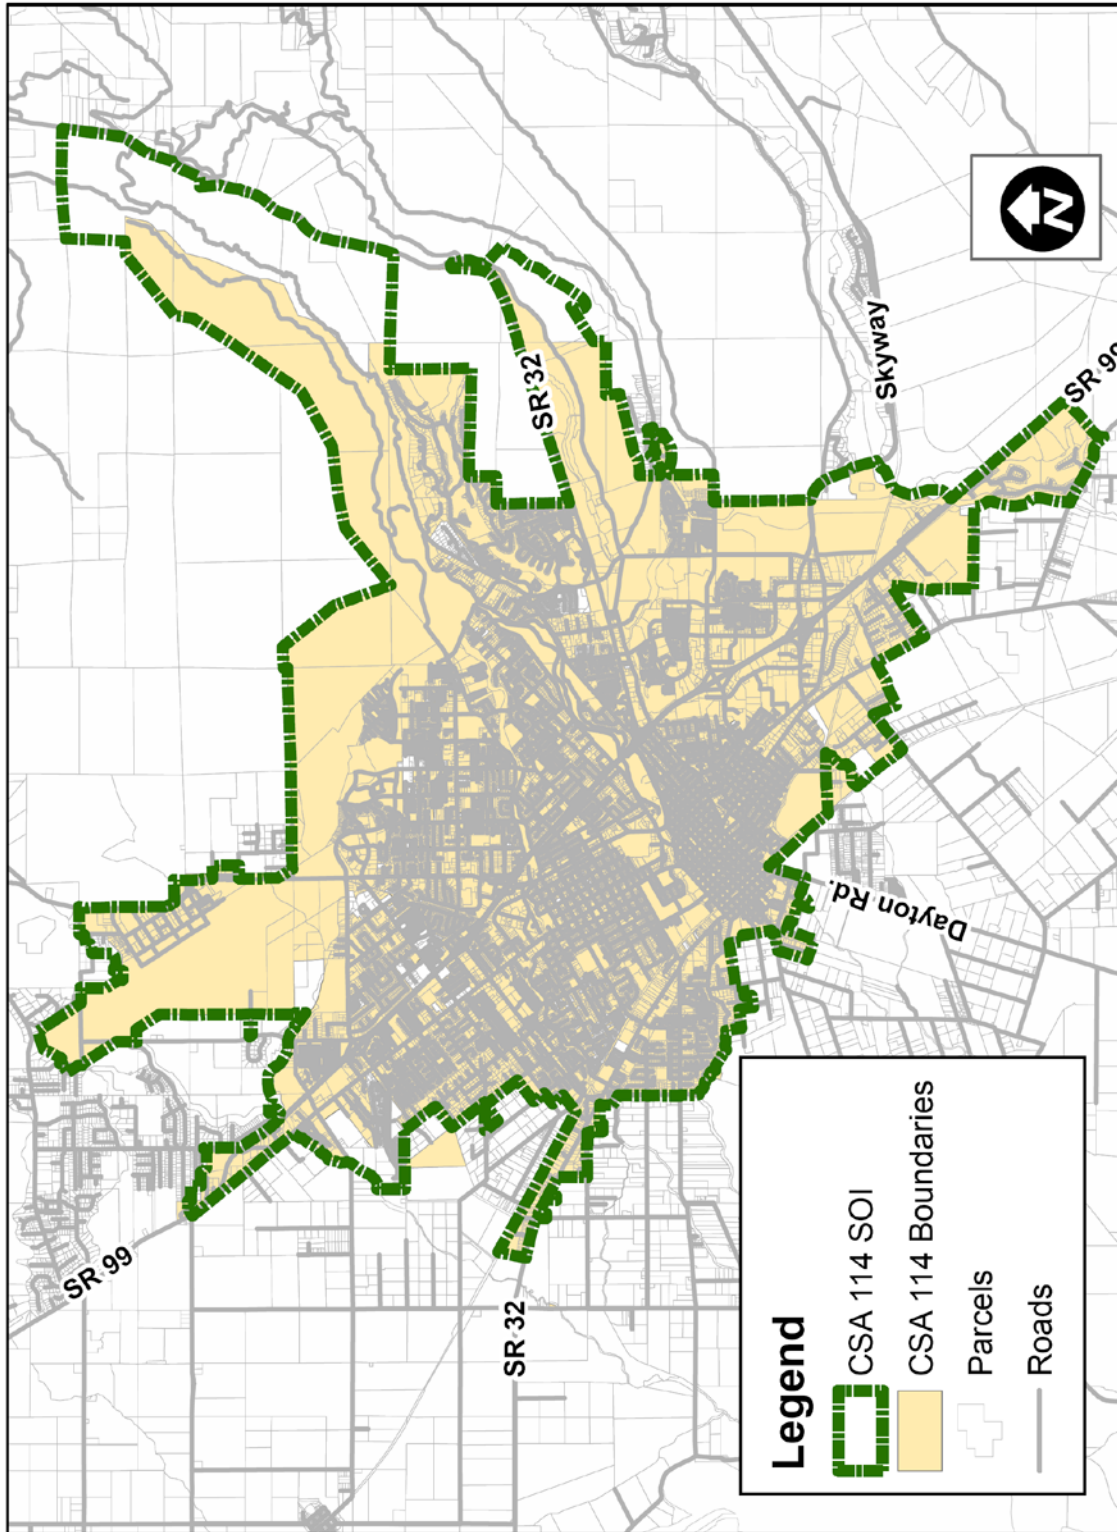 SR 99
SR 32
SR 32
Skyway
SR 99
Dayton Rd.
N
Legend
CSA 114 SOI
CSA 114 Boundaries
Parcels
Roads